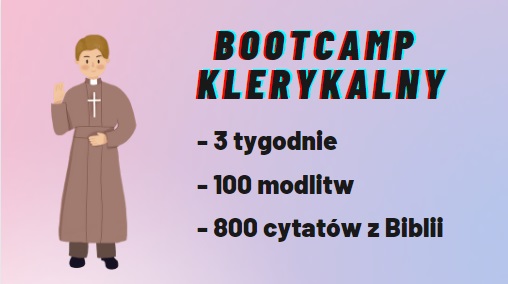 BOOTCAMP
KLERYKALNY
- 3 tygodnie
- 100 modlitw
- 800 cytatów z Biblii